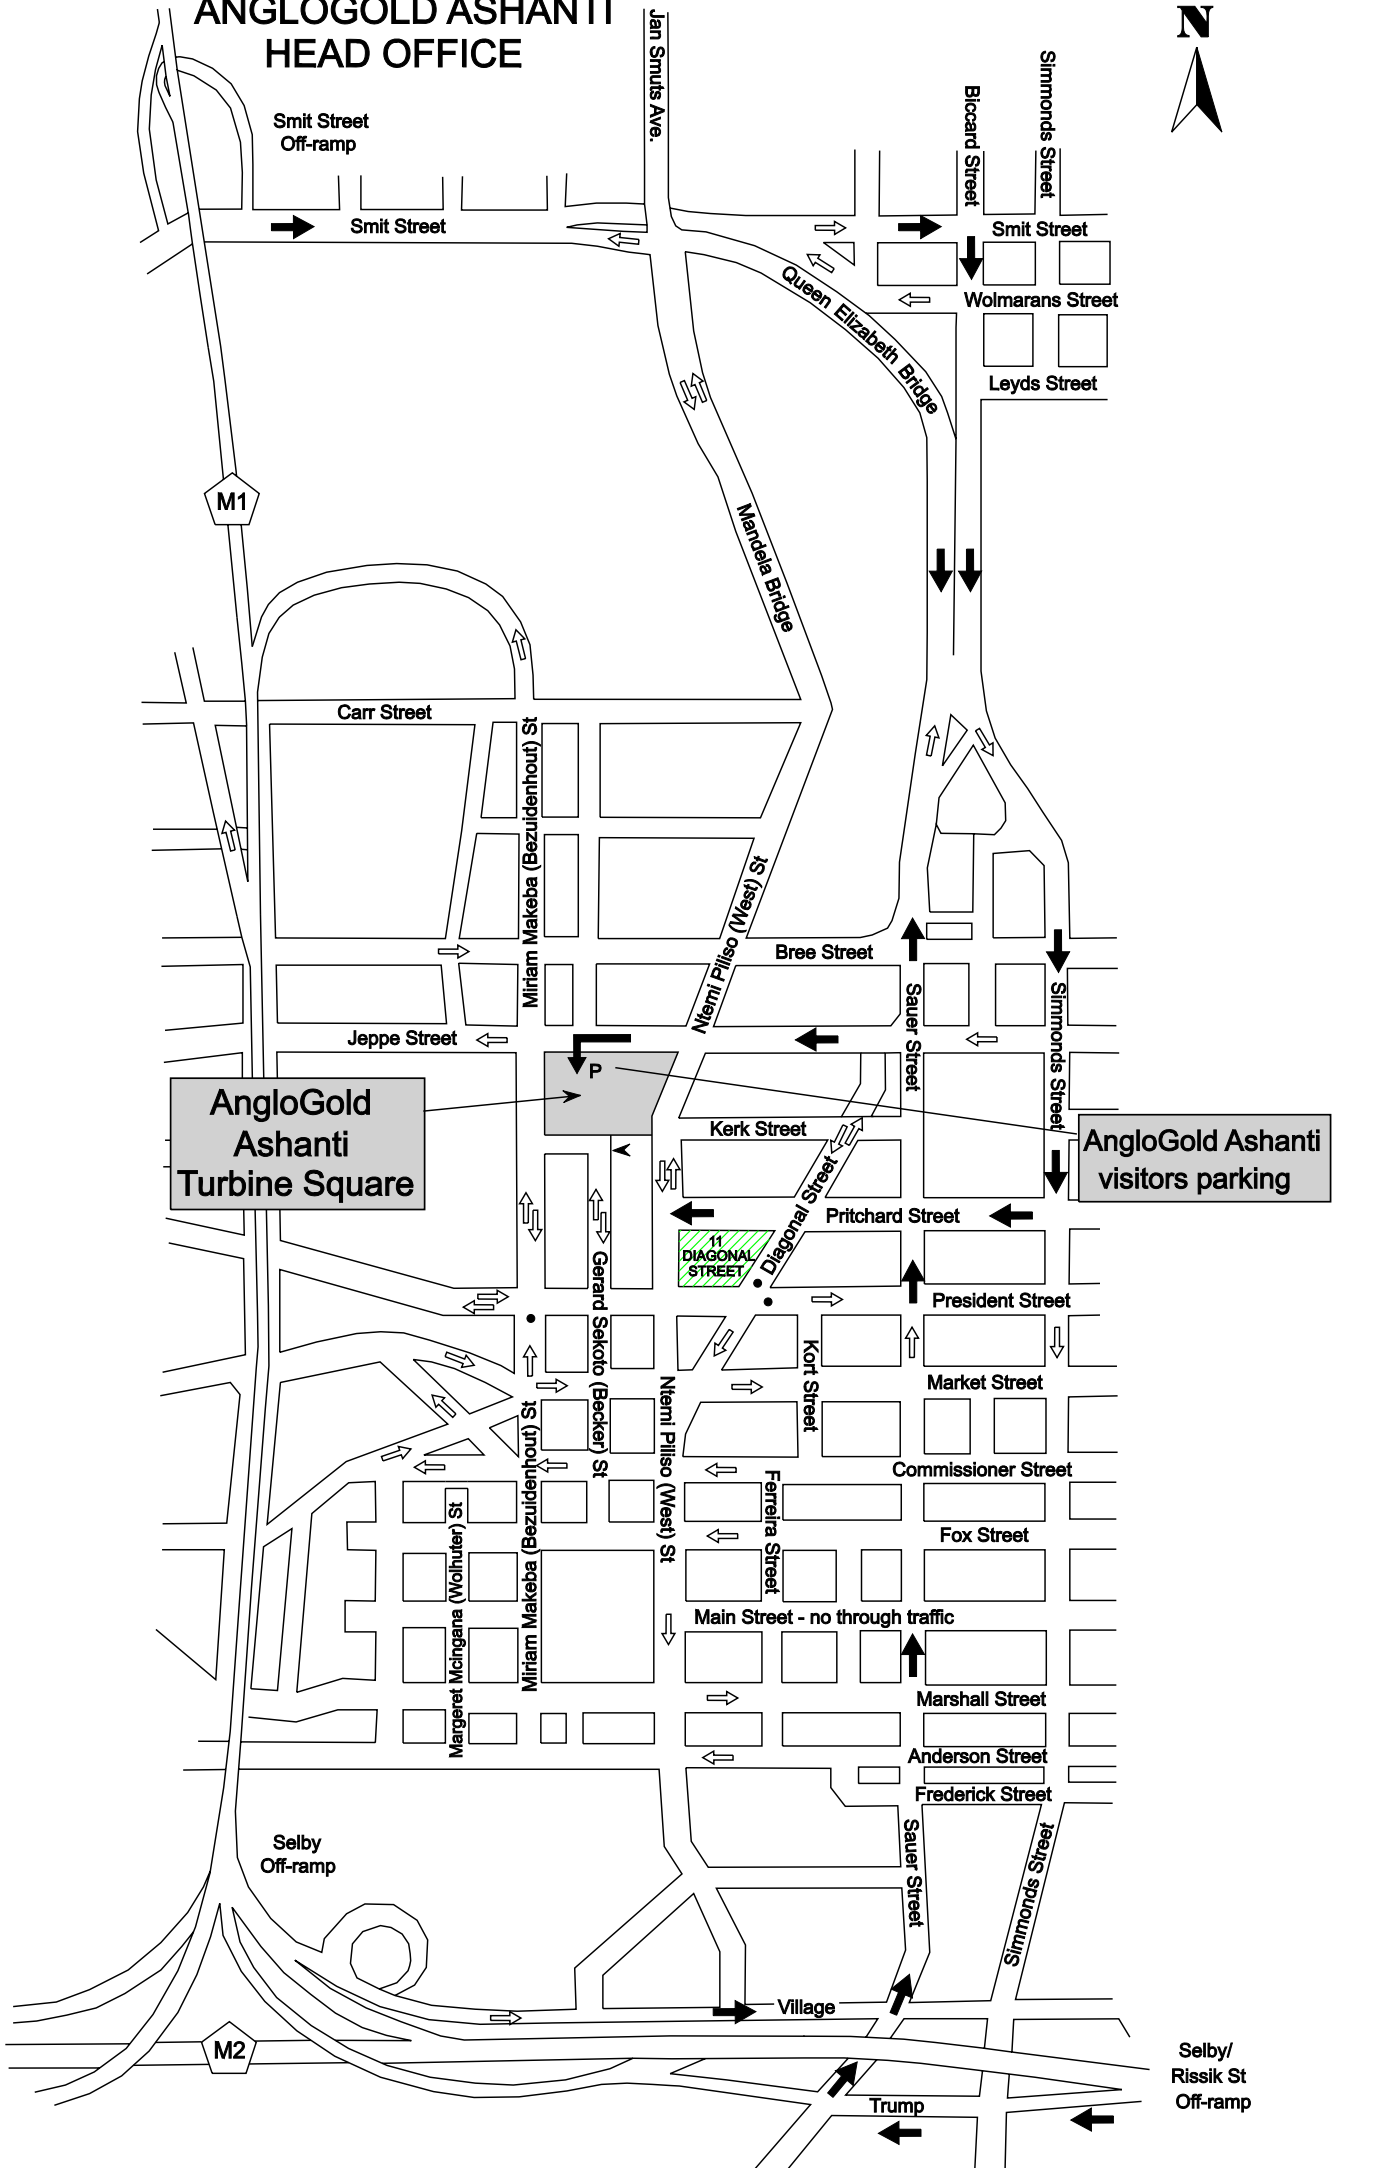 ANGLOGOLD ASHANTI
HEAD OFFICE
N
Jan Smuts Ave.
Simmonds Street
Biccard Street
Smit Street
Off-ramp
Smit Street
Smit Street
Queen Elizabeth Bridge
Wolmarans Street
Leyds Street
M1
Mandela Bridge
Carr Street
Miriam Makeba (Bezuidenhout) St
Ntemi Piliso (West) St
Bree Street
Sauer Street
Simmonds Street
Jeppe Street
P
AngloGold
Ashanti
Turbine Square
Kerk Street
AngloGold Ashanti
visitors parking
Diagonal Street
Pritchard Street
11
DIAGONAL
STREET
Gerard Sekoto (Becker) St
President Street
Kort Street
Market Street
Ntemi Piliso (West) St
Miriam Makeba (Bezuidenhout) St
Commissioner Street
Ferreira Street
Margeret Mcingana (Wolhuter) St
Fox Street
Main Street - no through traffic
Marshall Street
Anderson Street
Frederick Street
Sauer Street
Simmonds Street
Selby
Off-ramp
Village
M2
Selby/
Rissik St
Off-ramp
Trump